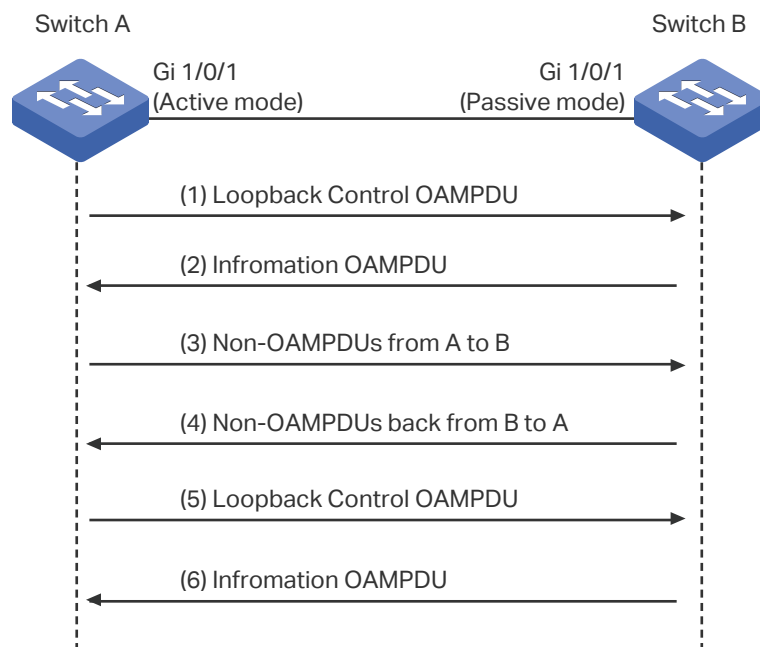 Switch A
Switch B
Gi 1/0/1
(Active mode)
Gi 1/0/1
(Passive mode)
(1) Loopback Control OAMPDU
(2) Infromation OAMPDU
(3) Non-OAMPDUs from A to B
(4) Non-OAMPDUs back from B to A
(5) Loopback Control OAMPDU
(6) Infromation OAMPDU